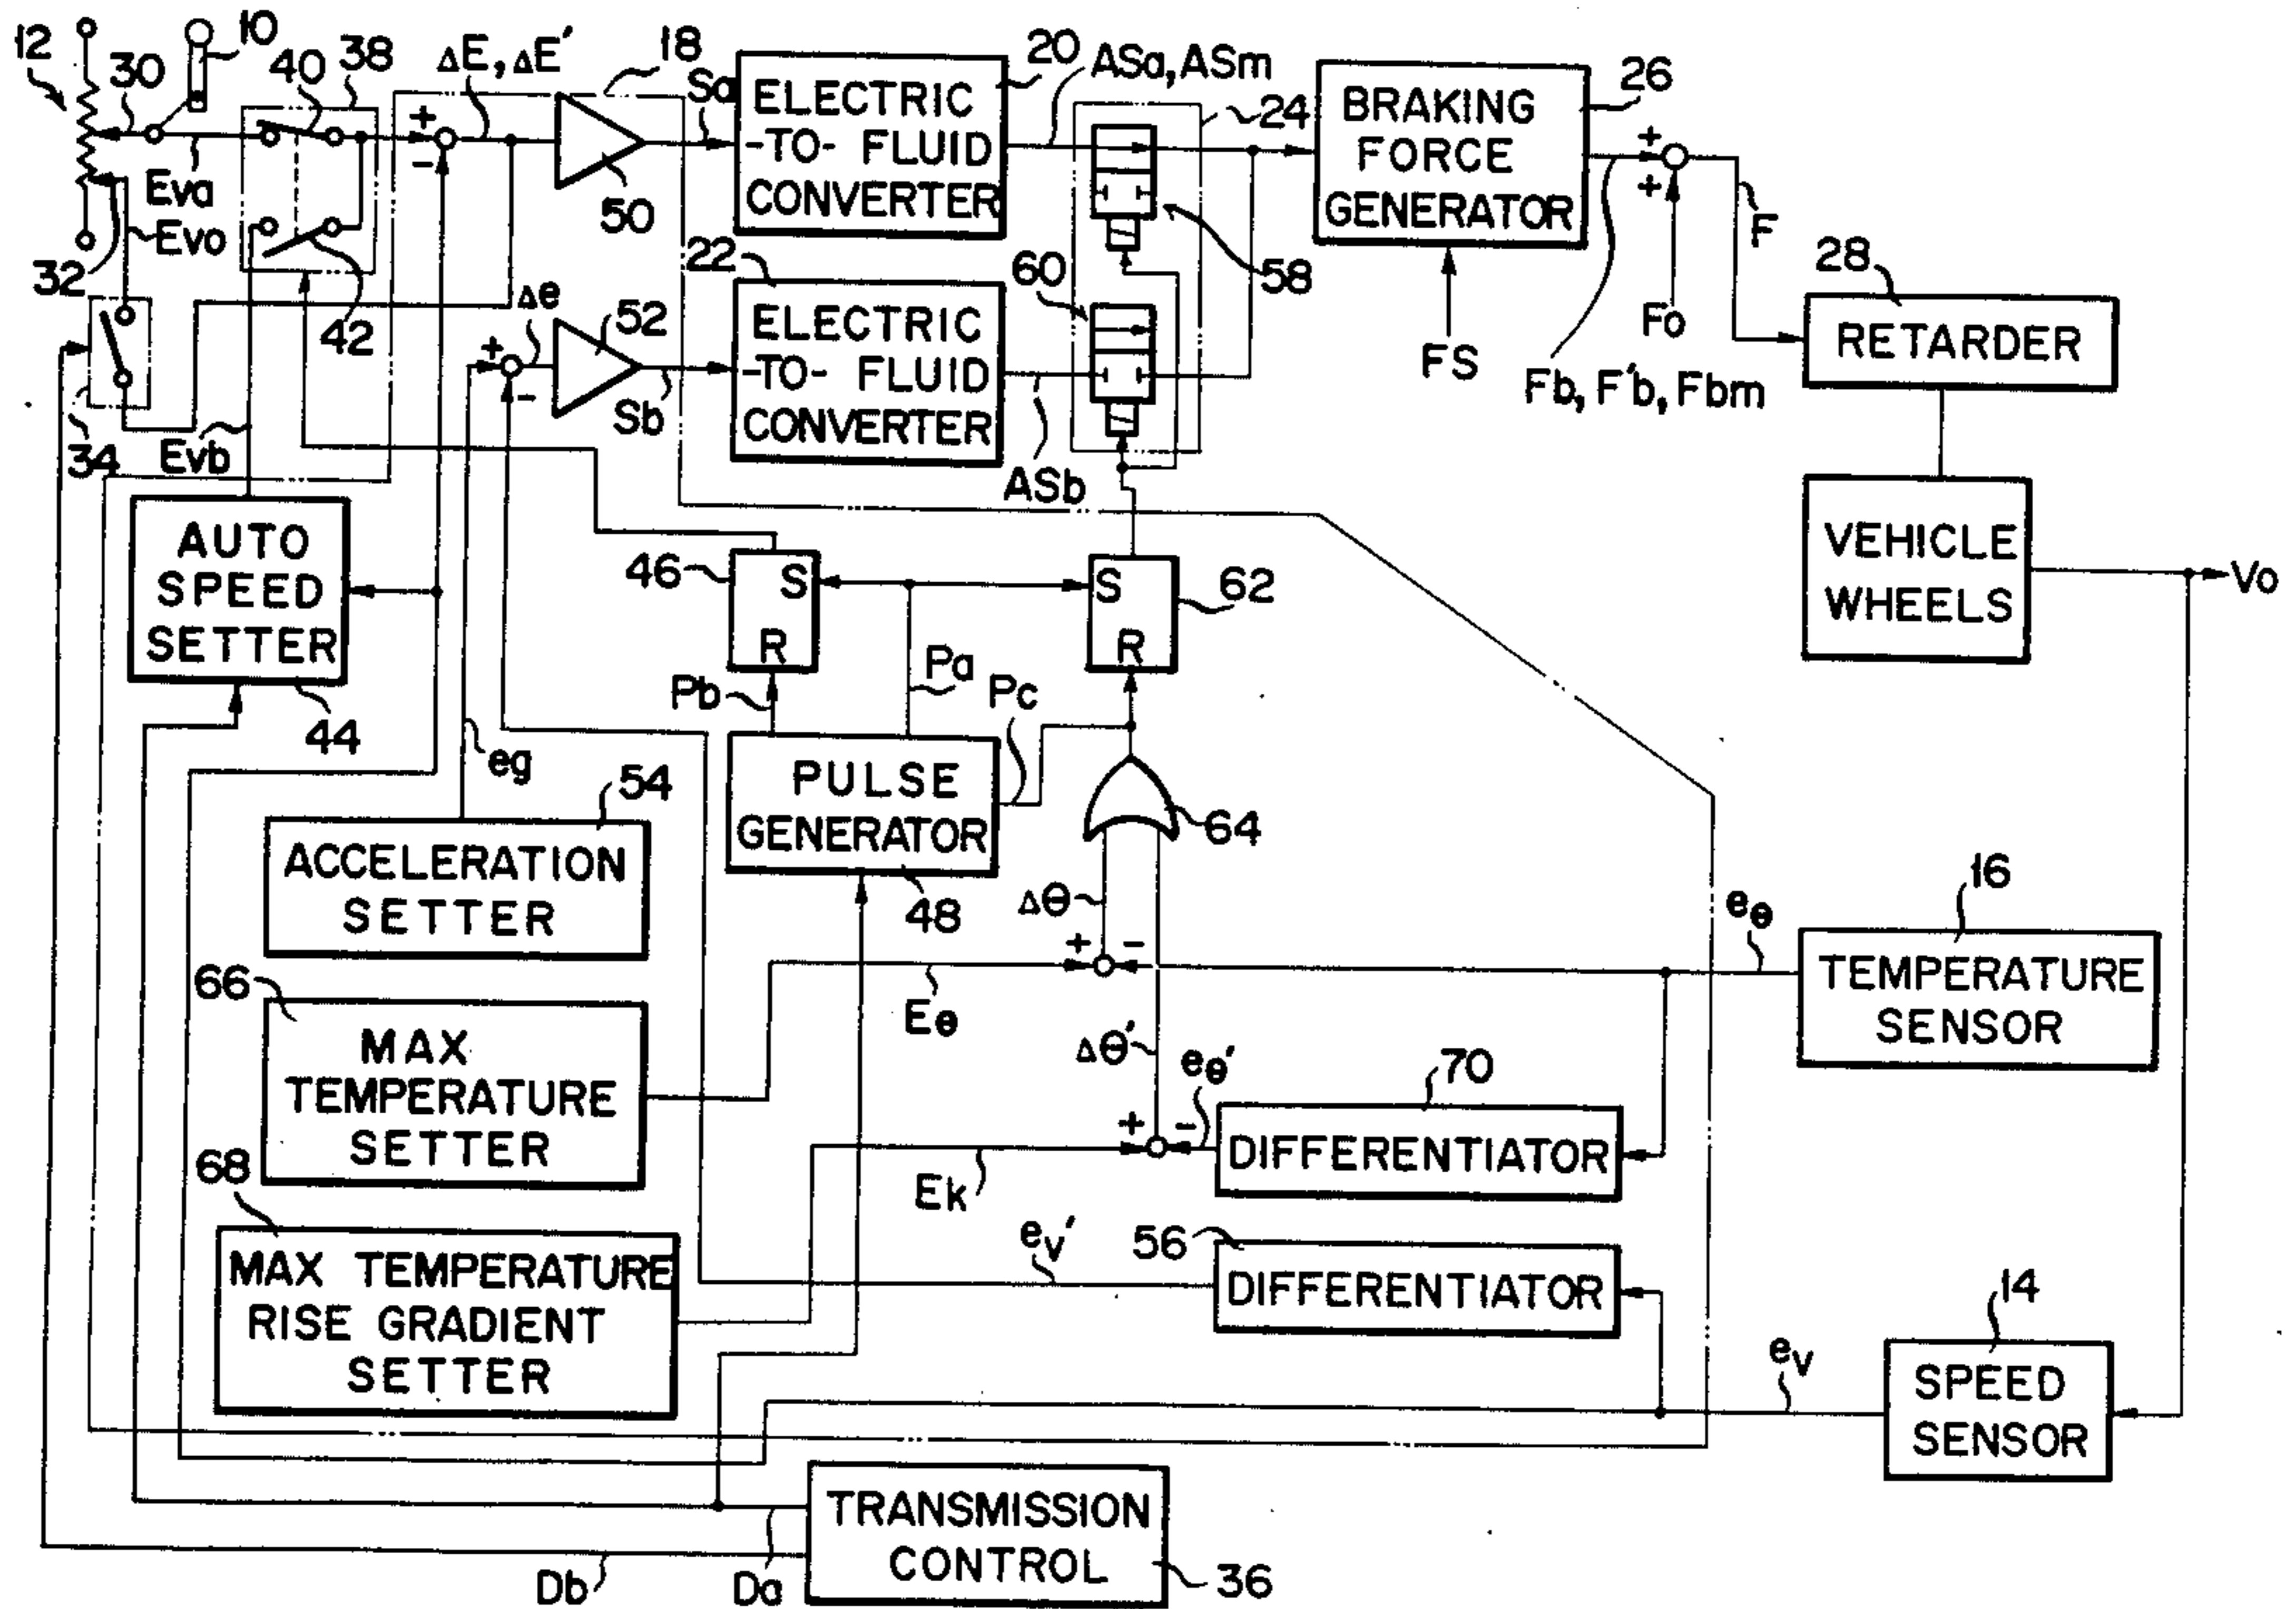 12
30
10
40
38
ΔE, ΔE'
18
Sa
20
ASa, ASm
24
26
+
-
Eva
Evo
50
ELECTRIC
-TO- FLUID
CONVERTER
BRAKING
FORCE
GENERATOR
+
+
F
58
28
32
42
22
60
Fo
FS
Fb, F'b, Fbm
RETARDER
Δe
52
+
-
Sb
ELECTRIC
-TO- FLUID
CONVERTER
ASb
34
Evb
AUTO
SPEED
SETTER
44
46
S
R
S
R
62
VEHICLE
WHEELS
Vo
Pb
Pa
Pc
eg
54
ACCELERATION
SETTER
PULSE
GENERATOR
48
64
Δθ
+
-
eθ
16
TEMPERATURE
SENSOR
66
MAX
TEMPERATURE
SETTER
Eθ
Δθ'
eθ'
70
+
-
DIFFERENTIATOR
68
Ek
MAX TEMPERATURE
RISE GRADIENT
SETTER
ev'
56
DIFFERENTIATOR
14
ev
SPEED
SENSOR
TRANSMISSION
CONTROL
36
Db
Da